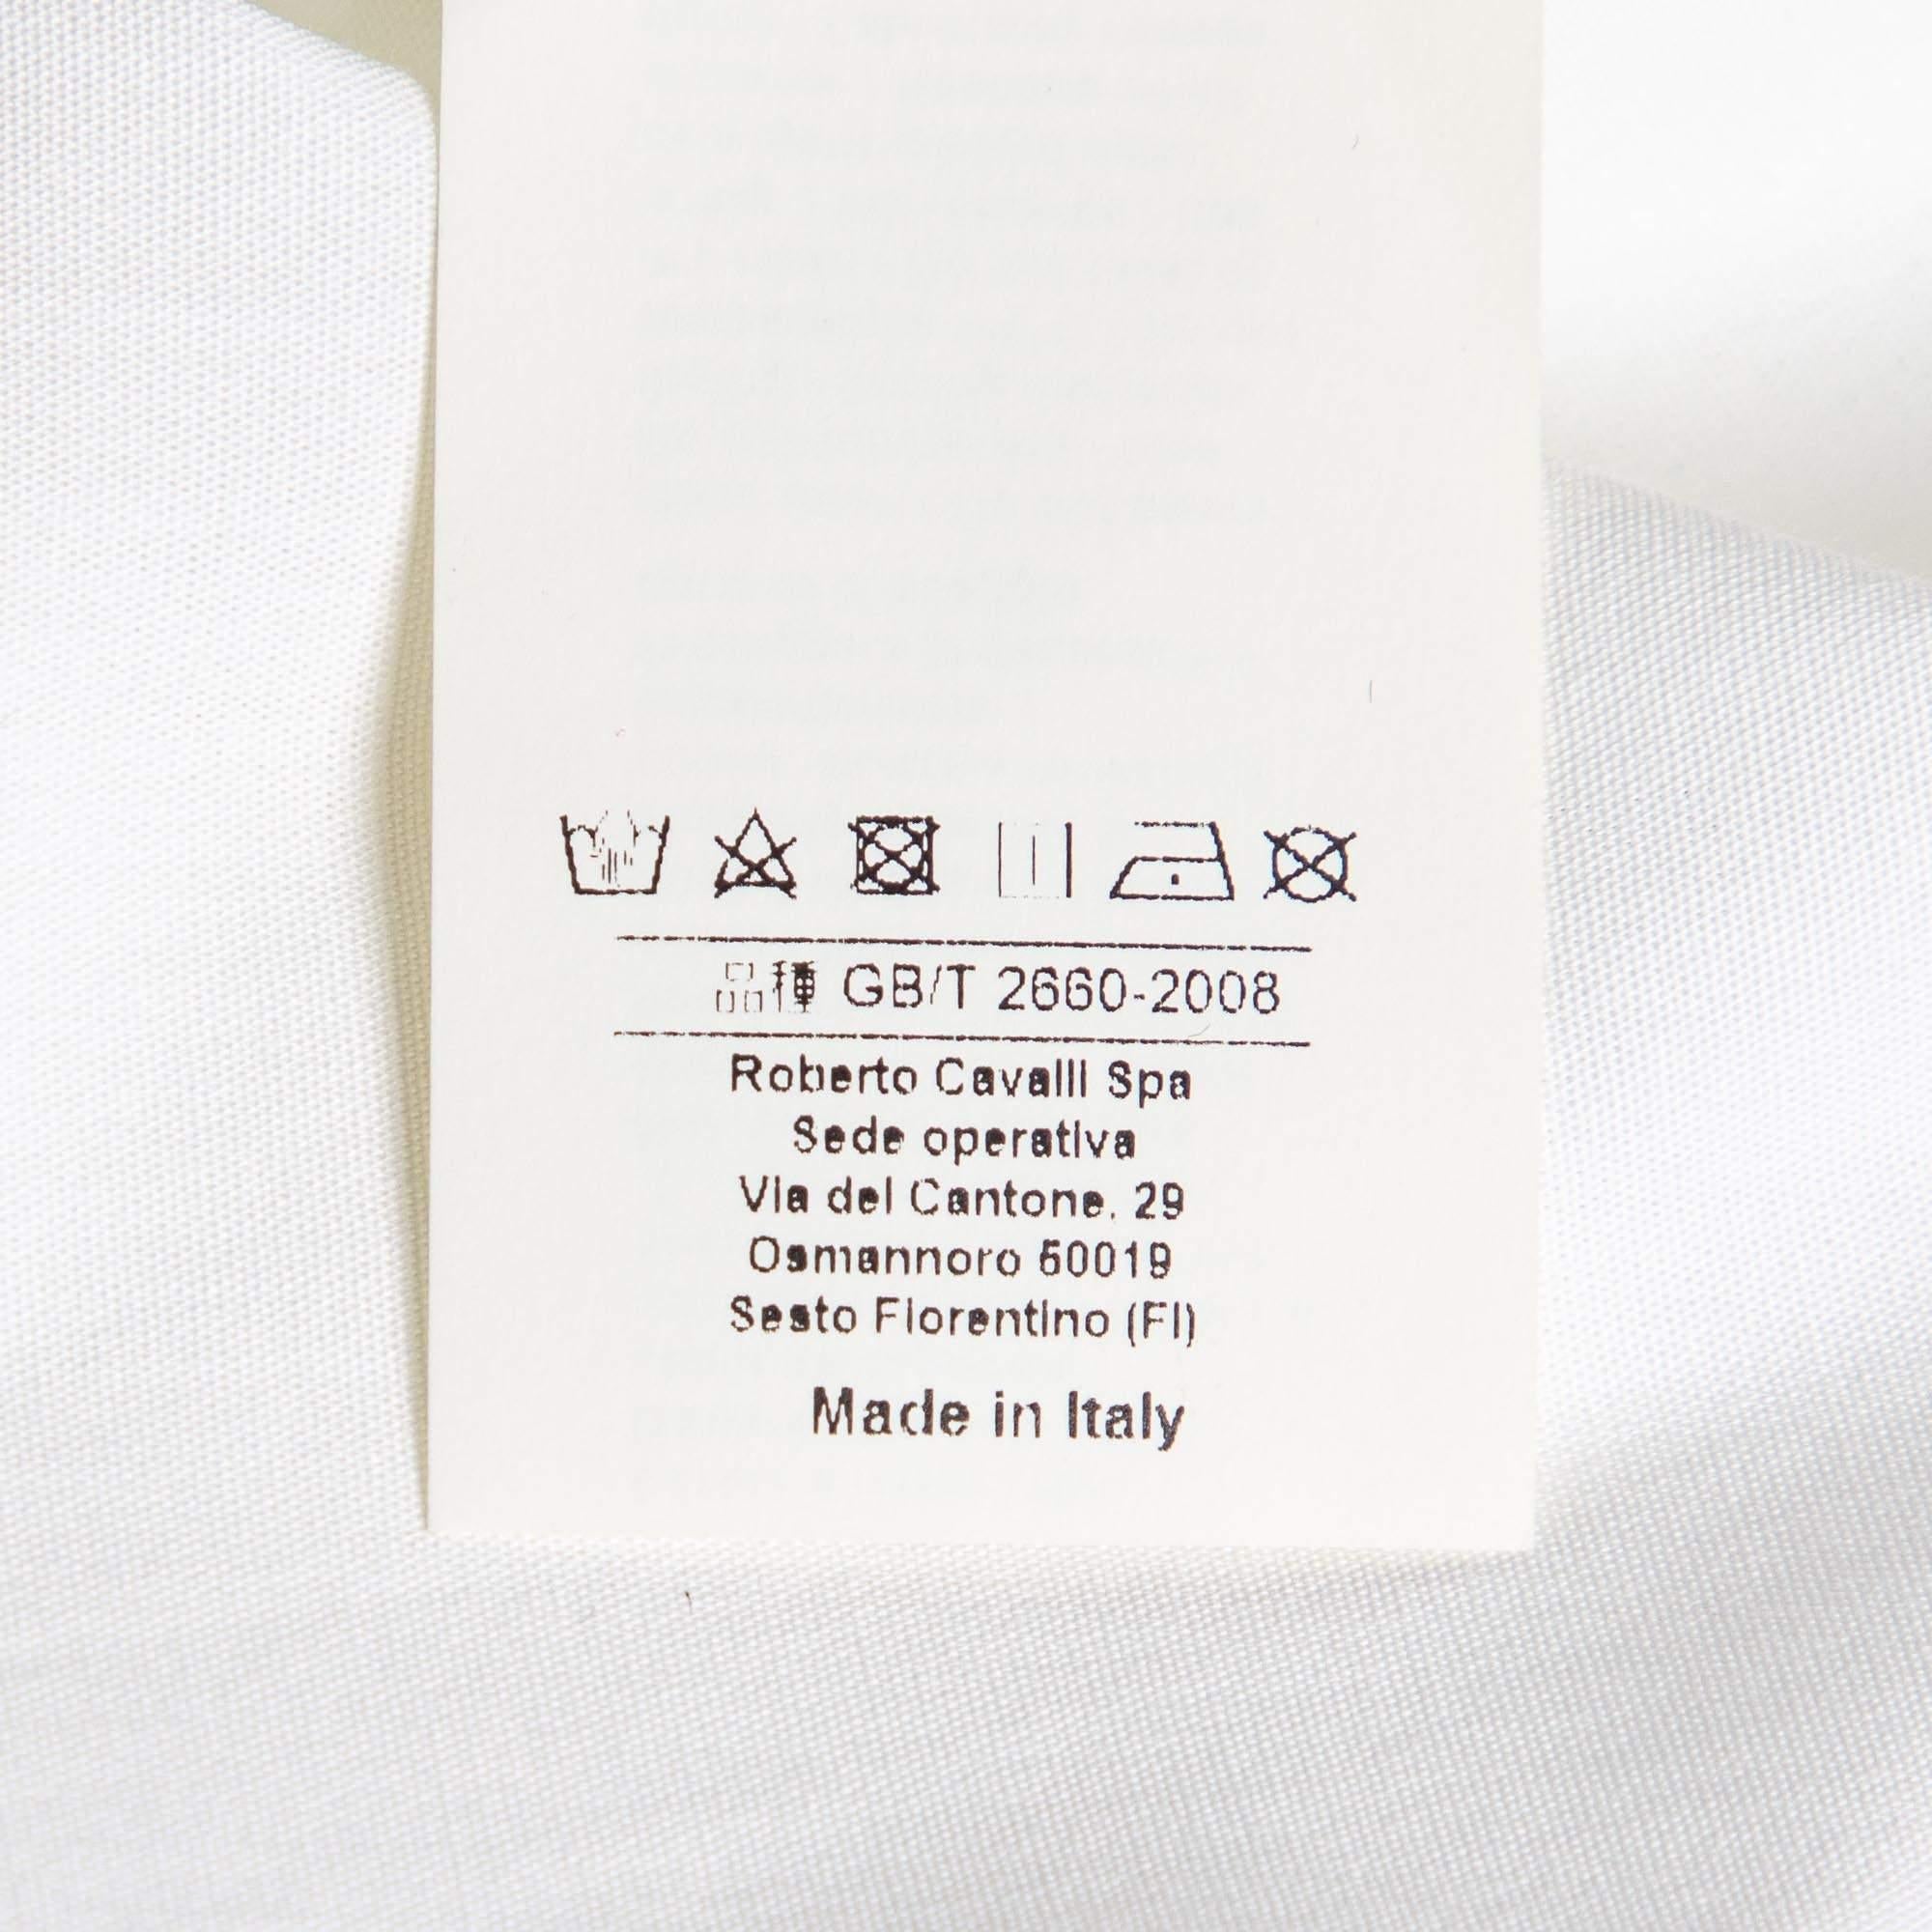 品種 GB/T 2660-2008
Roberto Cavalli Spa
Sede operativa
Via del Cantone, 29
Osmannoro 50019
Sesto Fiorentino (FI)
Made in Italy